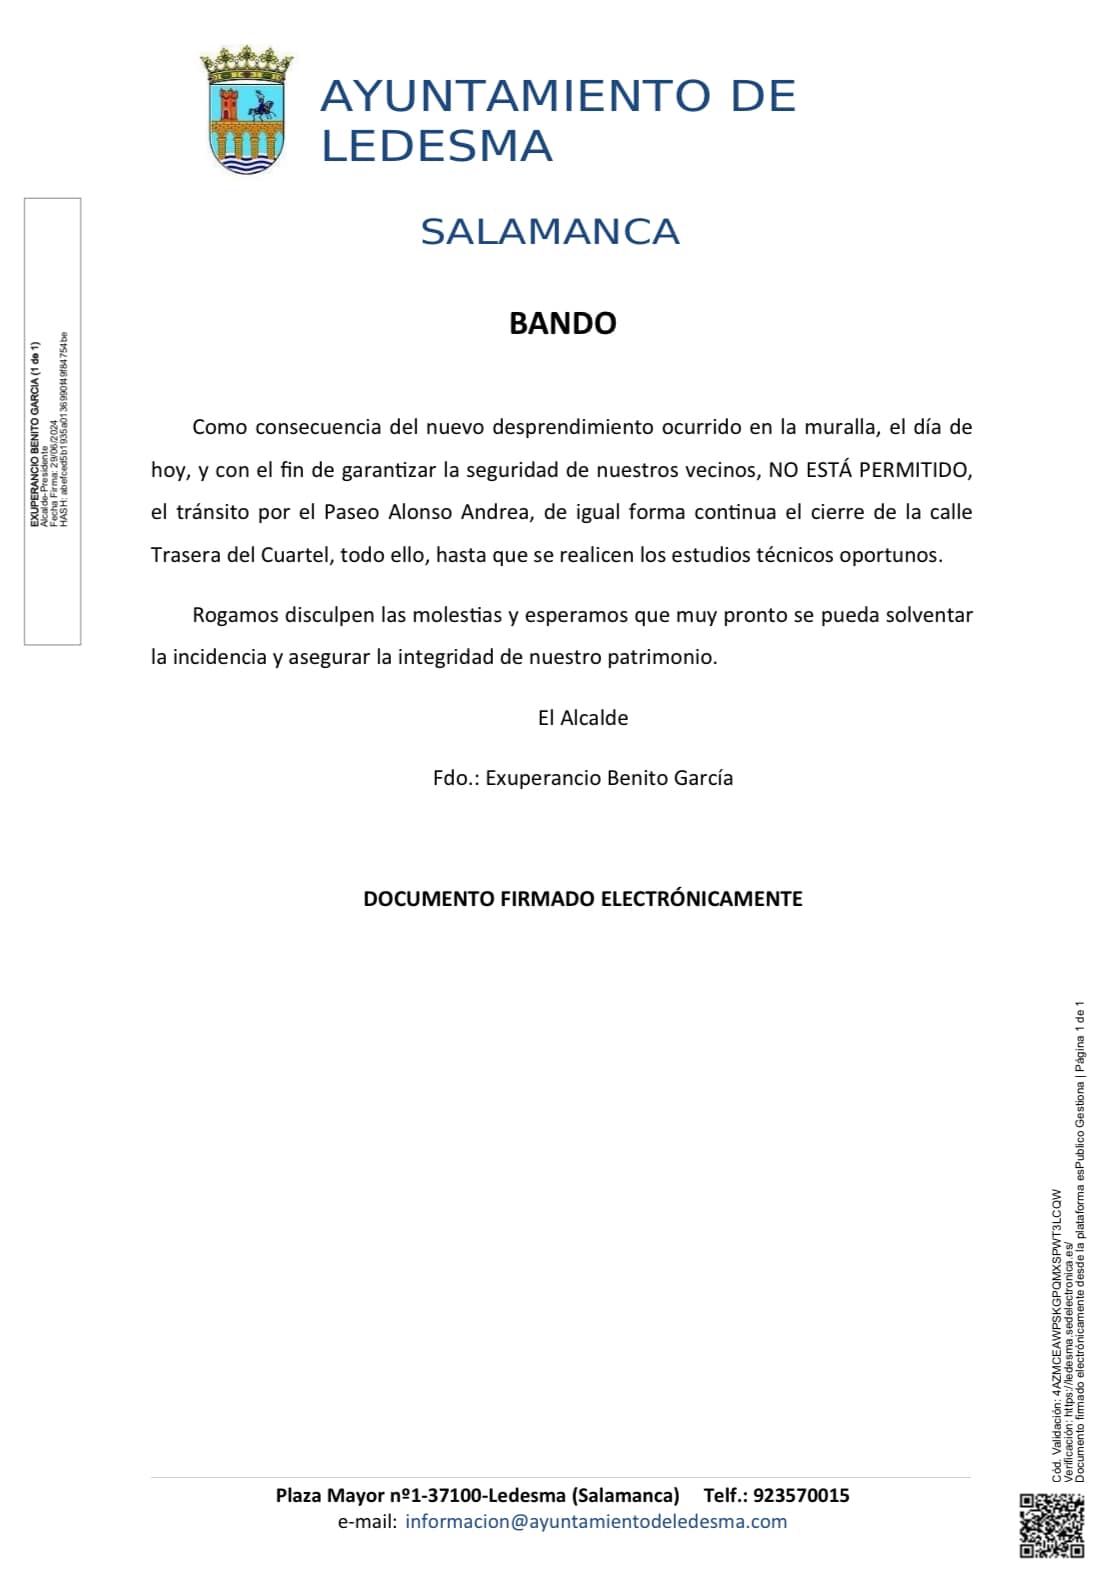 AYUNTAMIENTO DE
LEDESMA
SALAMANCA
BANDO
Como consecuencia del nuevo desprendimiento ocurrido en la muralla, el día de
hoy, y con el fin de garantizar la seguridad de nuestros vecinos, NO ESTÁ PERMITIDO,
el tránsito por el Paseo Alonso Andrea, de igual forma continua el cierre de la calle
Trasera del Cuartel, todo ello, hasta que se realicen los estudios técnicos oportunos.
Rogamos disculpen las molestias y esperamos que muy pronto se pueda solventar
la incidencia y asegurar la integridad de nuestro patrimonio.
El Alcalde
Fdo.: Exuperancio Benito García
DOCUMENTO FIRMADO ELECTRÓNICAMENTE
EXUPERANCIO BENITO GARCIA (1 de 1)
Alcalde-Presidente
Fecha Firma: 29/06/2024
HASH:
Cód. Validación: 4AZMCEAWPSKGPQMXSPWT3LCQW
Verificación: https://ledesma.sedelectronica.es/
Documento firmado electrónicamente desde la plataforma esPublico Gestiona | Página 1 de 1
Plaza Mayor nº1-37100-Ledesma (Salamanca) Telf.: 923570015
e-mail: informacion@ayuntamientodeledesma.com